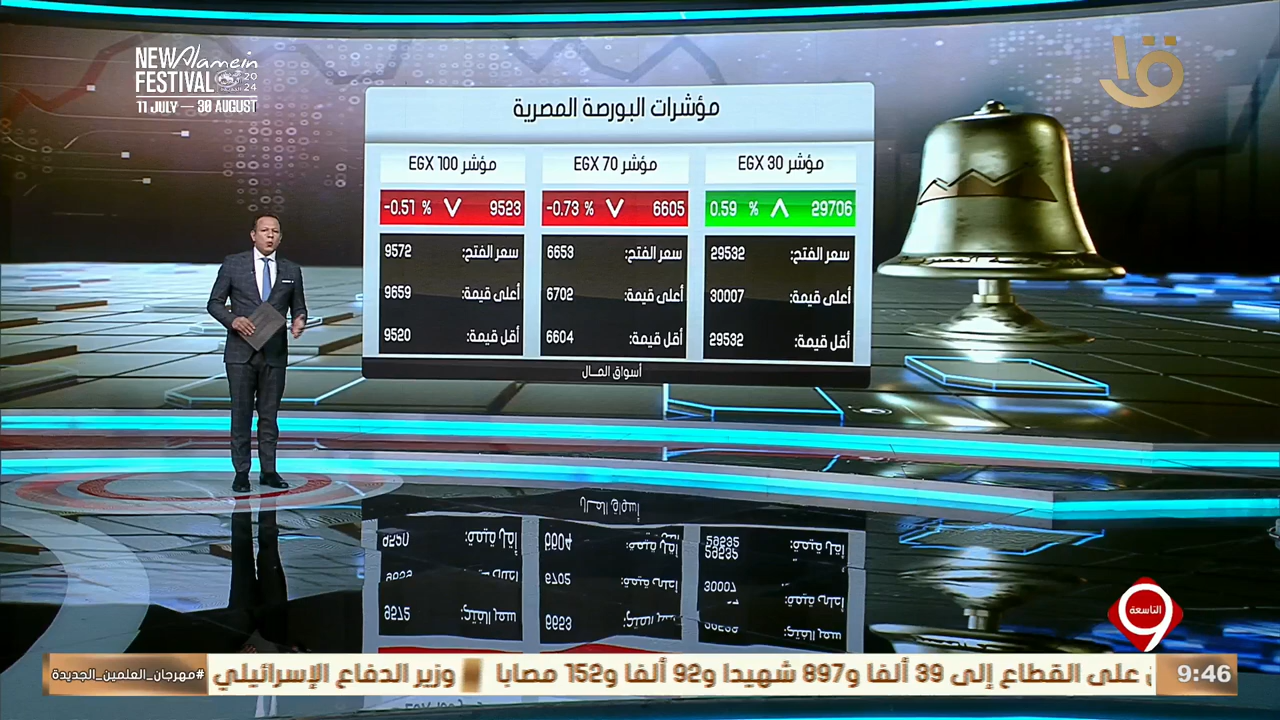 NEW Alamein
FESTIVAL 2024
11 JULY — 30 AUGUST
مؤشرات البورصة المصرية
مؤشر EGX 30
29706 0.59 %
سعر الفتح: 29532
أعلى قيمة: 30007
أقل قيمة: 29532
مؤشر EGX 70
6605 -0.73 %
سعر الفتح: 6653
أعلى قيمة: 6702
أقل قيمة: 6604
مؤشر EGX 100
9523 -0.51 %
سعر الفتح: 9572
أعلى قيمة: 9659
أقل قيمة: 9520
أسواق المـال
التاسعة
9
9:46
على القطاع إلى 39 ألفا و897 شهيدا و92 ألفا و152 مصابا
وزير الدفاع الإسرائيلي
#مهرجان_العلمين_الجديدة